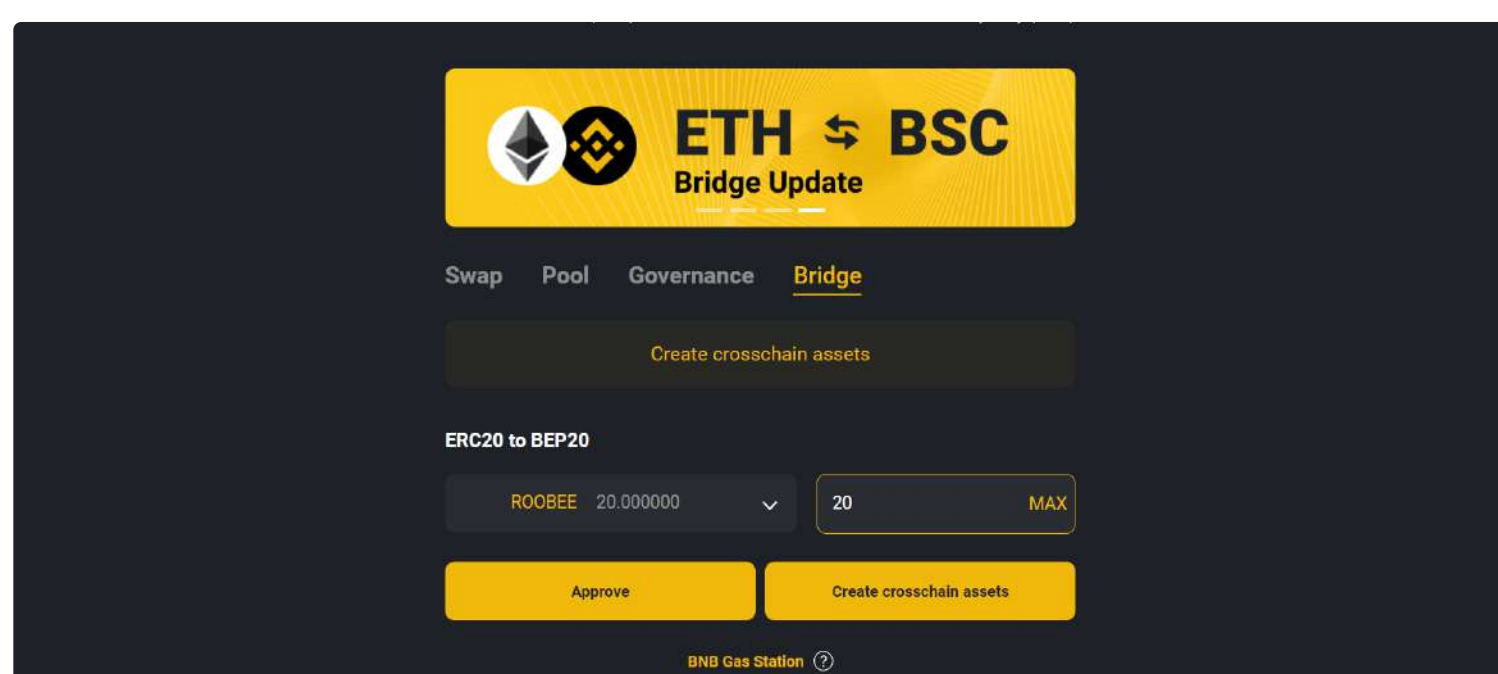 ETH ⇆ BSC
Bridge Update
Swap Pool Governance Bridge
Create crosschain assets
ERC20 to BEP20
ROOBEE 20.000000 20 MAX
Approve Create crosschain assets
BNB Gas Station ?